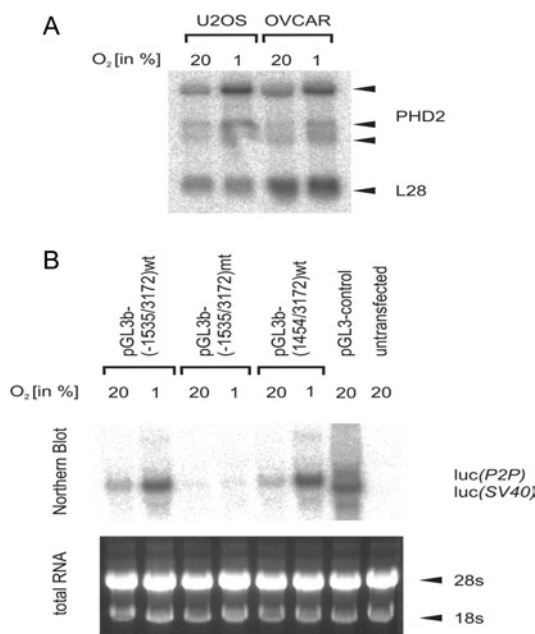 A
U2OS OVCAR
O2[in %] 20 1 20 1
PHD2
L28
B
pGL3b-
(-1535/3172)wt
pGL3b-
(-1535/3172)mt
pGL3b-
(1454/3172)wt
pGL3-control
untransfected
O2[in %] 20 1 20 1 20 1 20 20
Northern Blot
luc(P2P)
luc(SV40)
total RNA
28s
18s